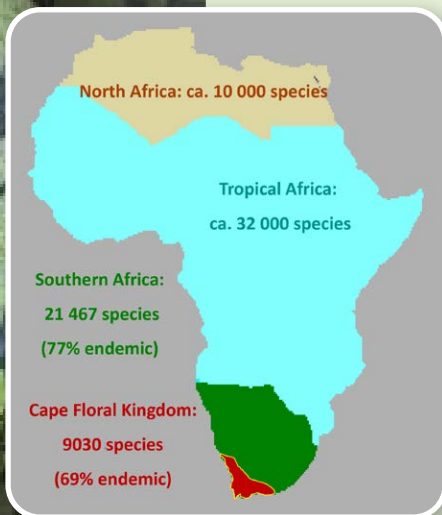 North Africa: ca. 10 000 species
Tropical Africa:
ca. 32 000 species
Southern Africa:
21 467 species
(77% endemic)
Cape Floral Kingdom:
9030 species
(69% endemic)